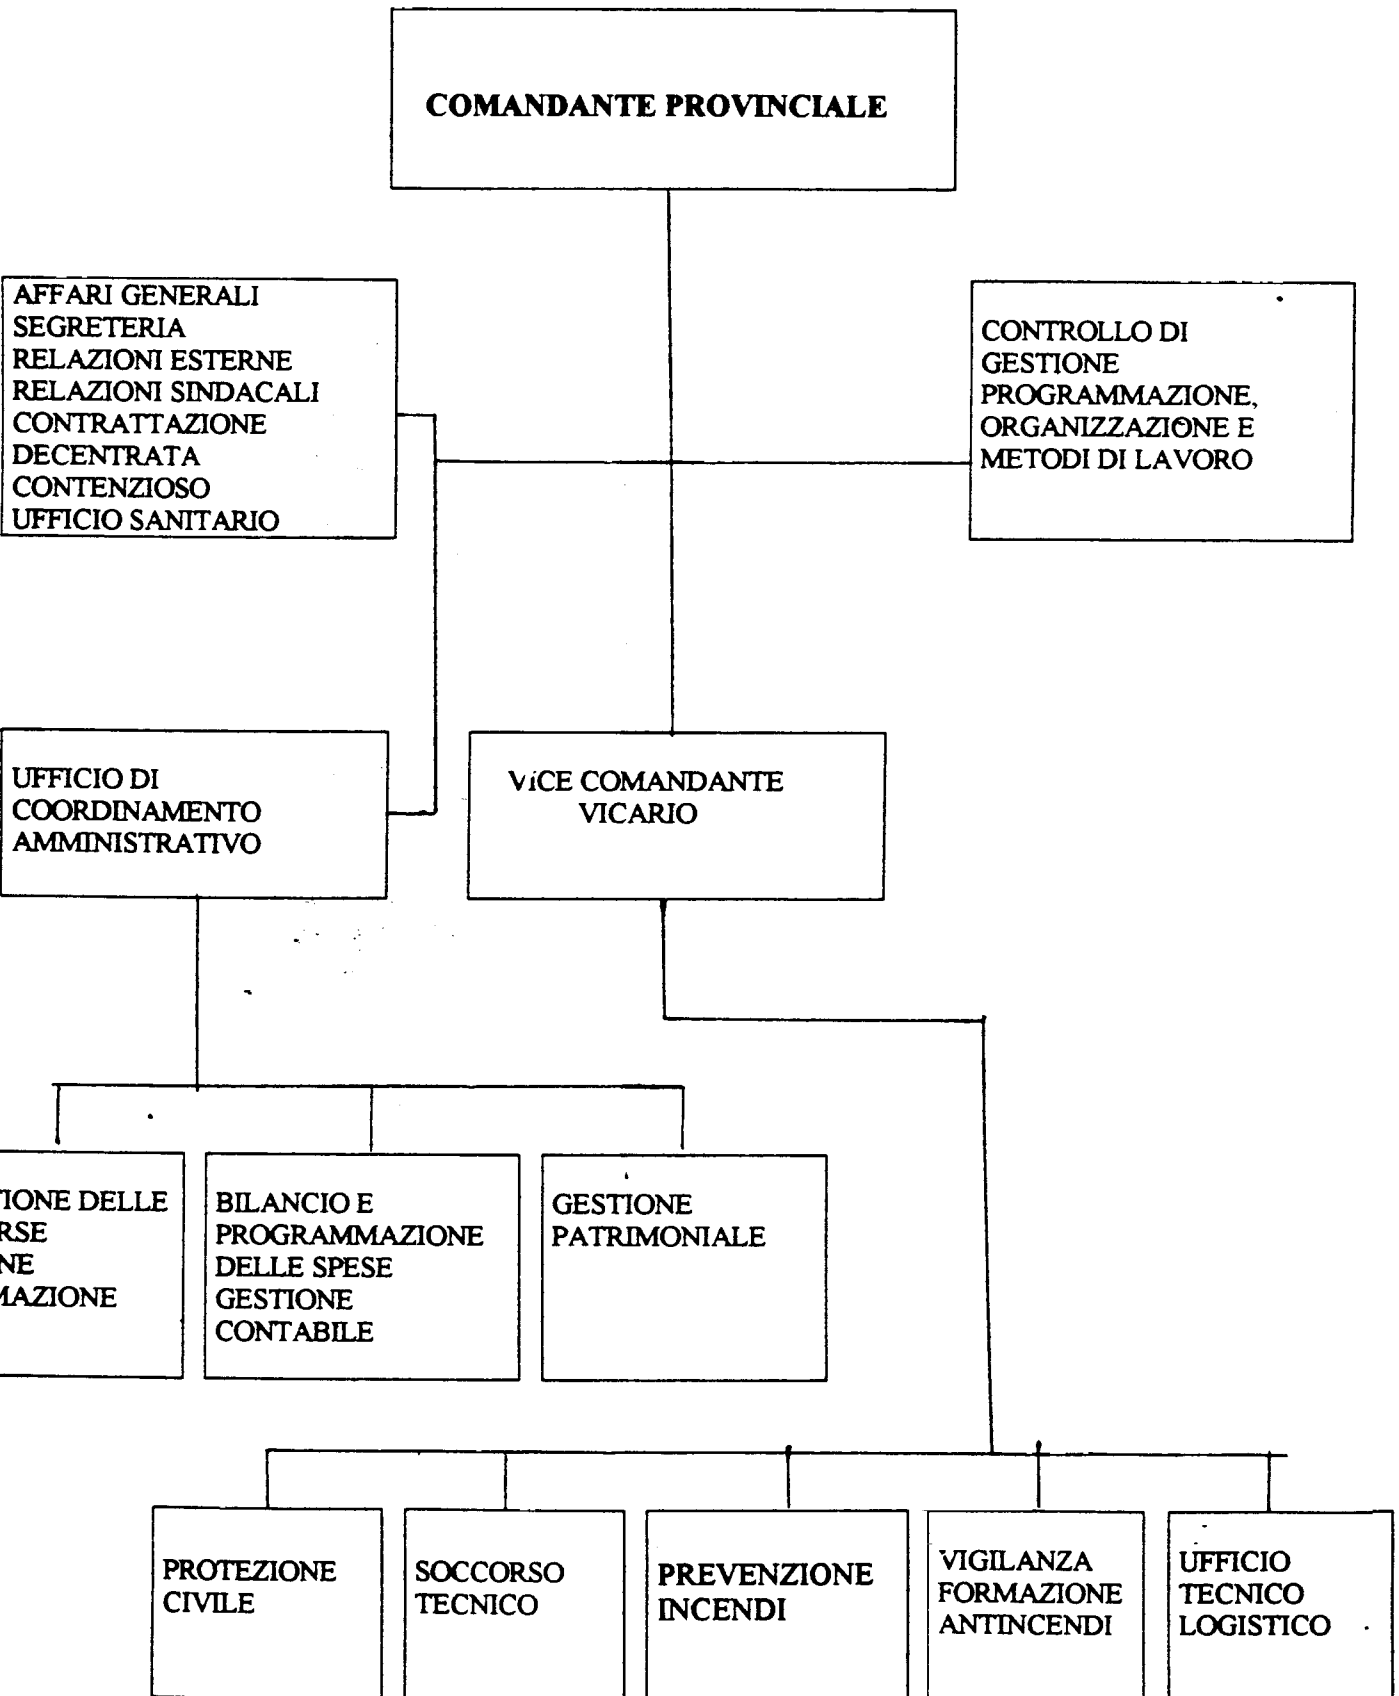 COMANDANTE PROVINCIALE
AFFARI GENERALI
SEGRETERIA
RELAZIONI ESTERNE
RELAZIONI SINDACALI
CONTRATTAZIONE
DECENTRATA
CONTENZIOSO
UFFICIO SANITARIO
CONTROLLO DI
GESTIONE
PROGRAMMAZIONE,
ORGANIZZAZIONE E
METODI DI LAVORO
UFFICIO DI
COORDINAMENTO
AMMINISTRATIVO
ViCE COMANDANTE
VICARIO
DELLE
BILANCIO E
PROGRAMMAZIONE
DELLE SPESE
GESTIONE
CONTABILE
GESTIONE
PATRIMONIALE
PROTEZIONE
CIVILE
SOCCORSO
TECNICO
PREVENZIONE
INCENDI
VIGILANZA
FORMAZIONE
ANTINCENDI
UFFICIO
TECNICO
LOGISTICO